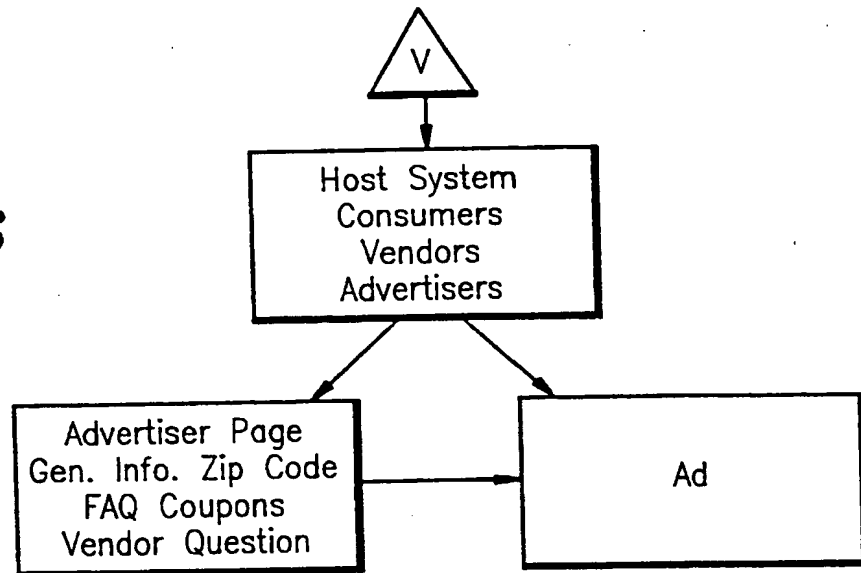 V
Host System
Consumers
Vendors
Advertisers
Advertiser Page
Gen. Info. Zip Code
FAQ Coupons
Vendor Question
Ad